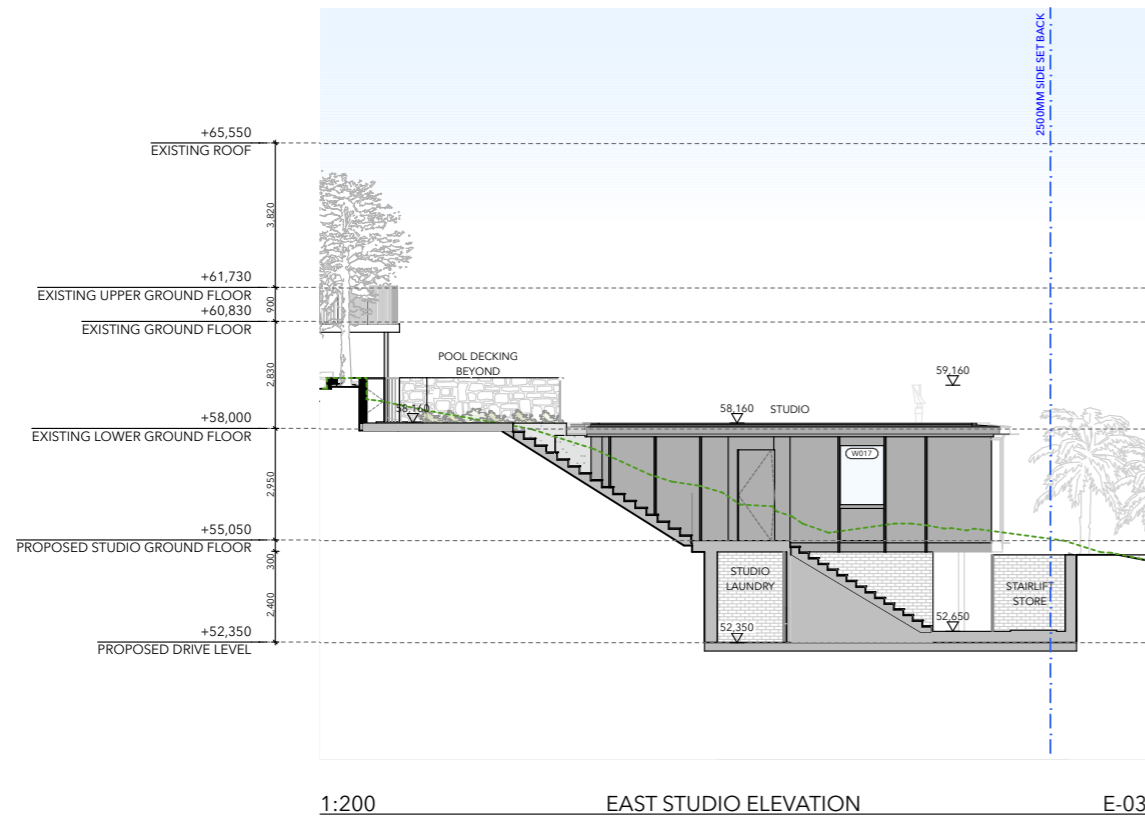 2500MM SIDE SET BACK
+65,550
EXISTING ROOF
3,820
+61,730
EXISTING UPPER GROUND FLOOR
900
+60,830
EXISTING GROUND FLOOR
2,830
POOL DECKING
BEYOND
59,160
58,160
58,160
STUDIO
+58,000
EXISTING LOWER GROUND FLOOR
W017
2,950
+55,050
PROPOSED STUDIO GROUND FLOOR
300
STUDIO
LAUNDRY
STAIRLIFT
STORE
2,400
52,350
52,650
+52,350
PROPOSED DRIVE LEVEL
1:200
EAST STUDIO ELEVATION
E-03